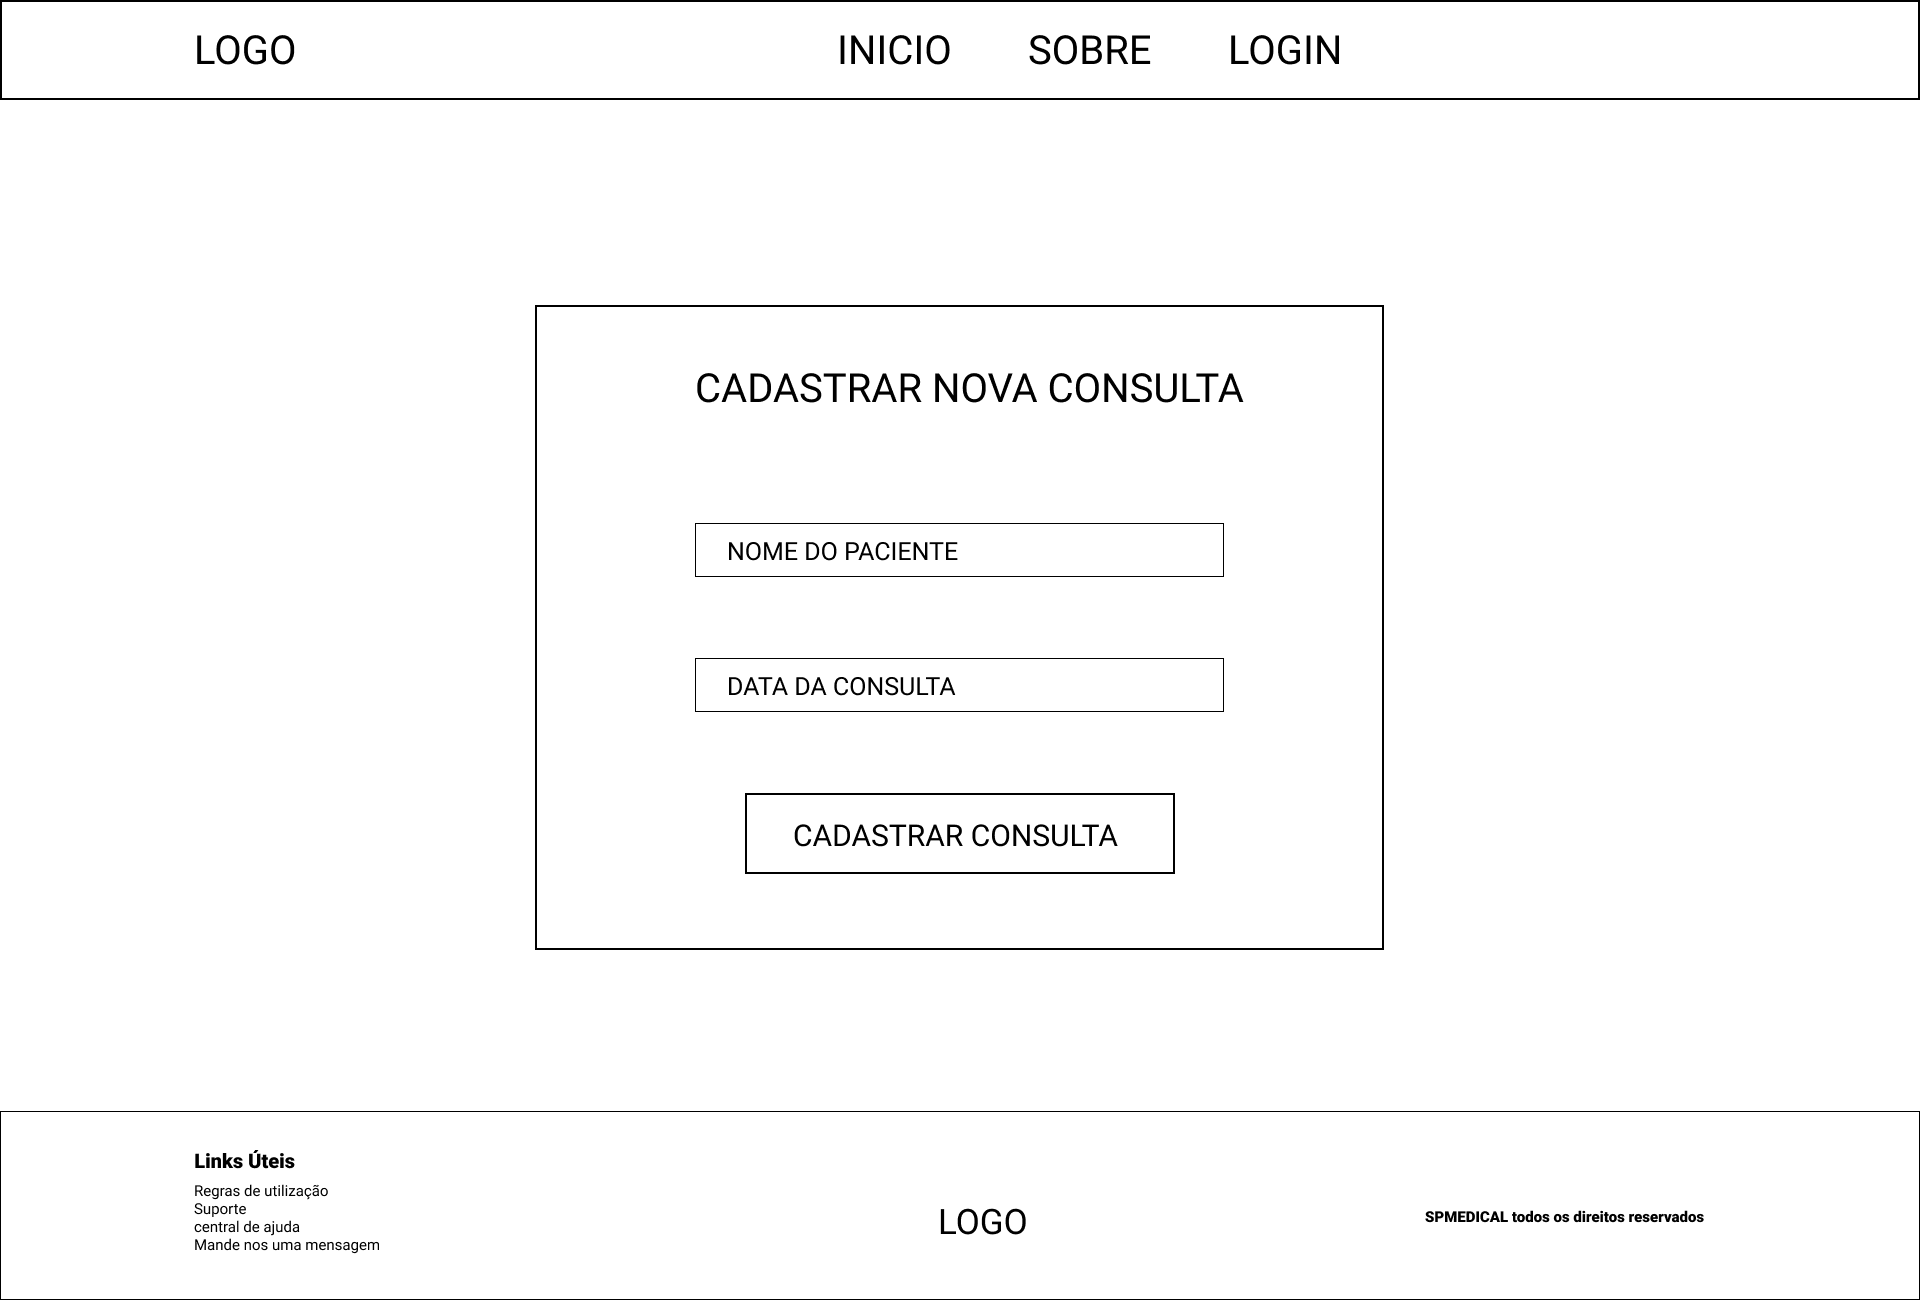 LOGO INICIO SOBRE LOGIN
CADASTRAR NOVA CONSULTA
NOME DO PACIENTE
DATA DA CONSULTA
CADASTRAR CONSULTA
Links Úteis
Regras de utilização
Suporte
central de ajuda
Mande nos uma mensagem
LOGO
SPMEDICAL todos os direitos reservados